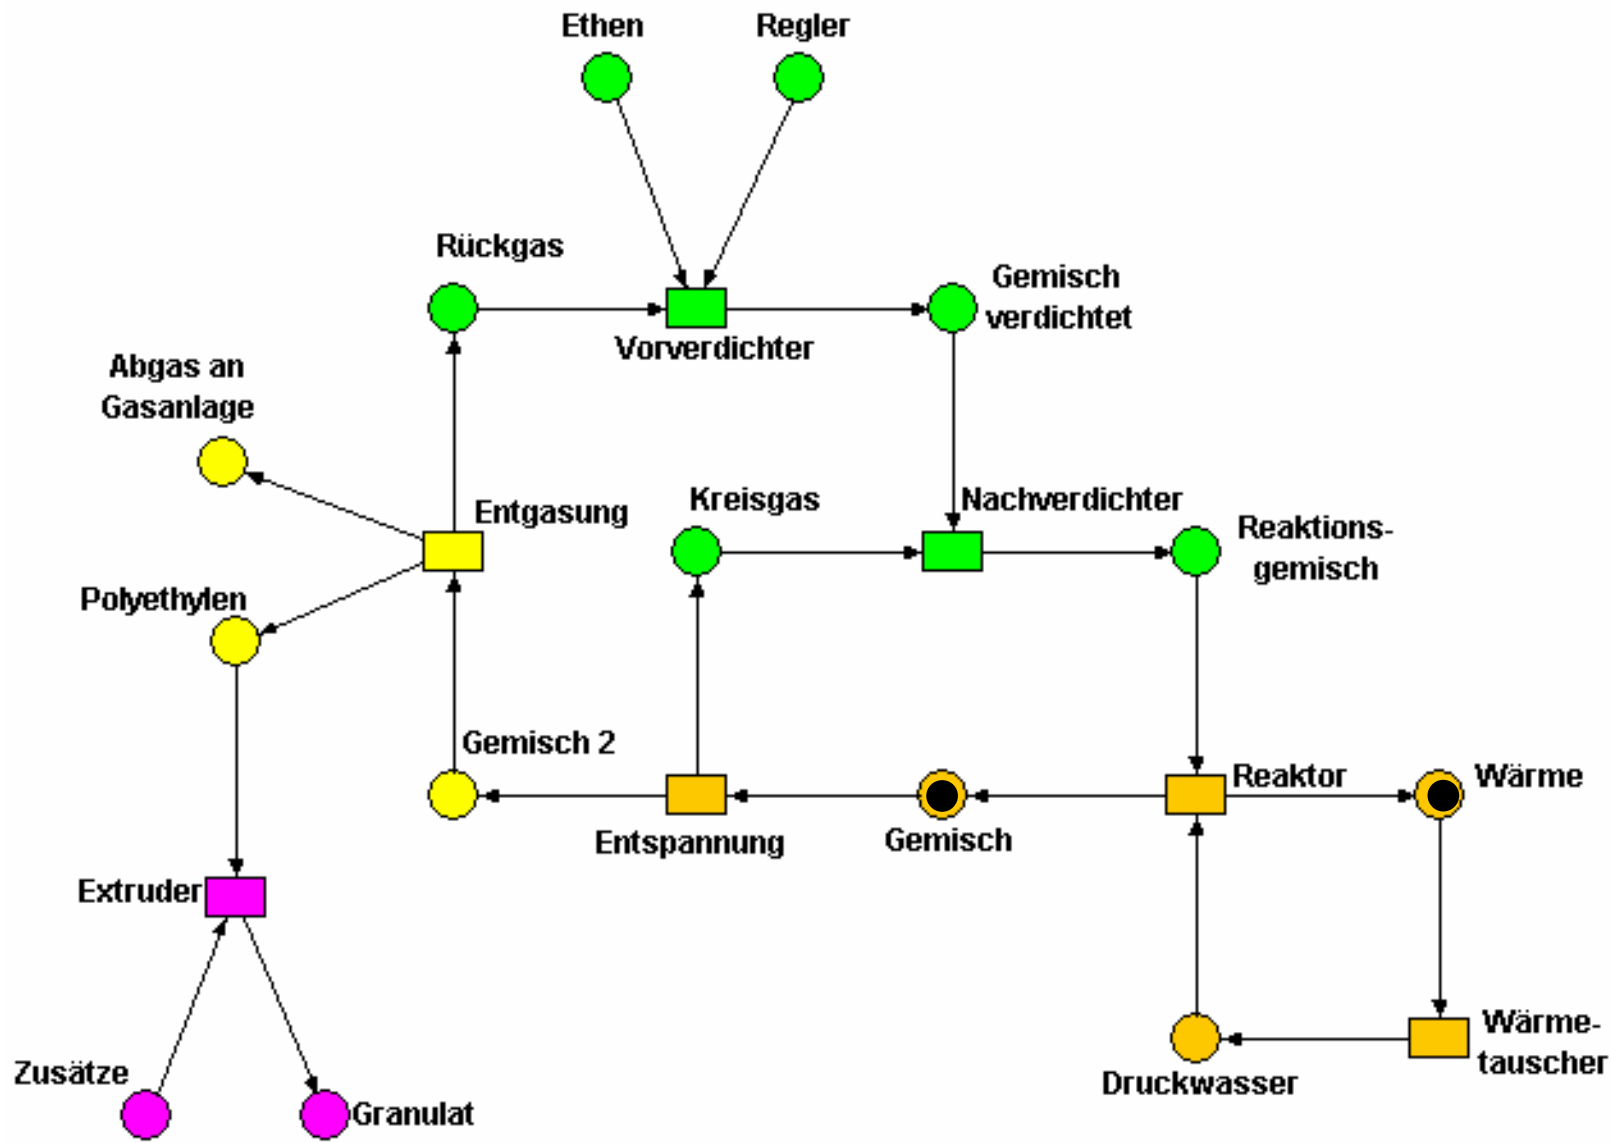 Ethen
Regler
Rückgas
Gemisch
verdichtet
Vorverdichter
Abgas an
Gasanlage
Entgasung
Kreisgas
Nachverdichter
Reaktions-
gemisch
Polyethylen
Gemisch 2
Reaktor
Wärme
Entspannung
Gemisch
Extruder
Wärme-
tauscher
Zusätze
Druckwasser
Granulat